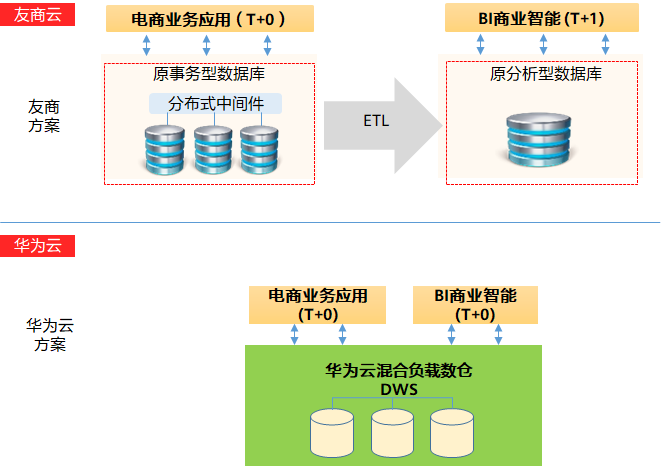 友商云
电商业务应用（T+0）
BI商业智能 (T+1)
原事务型数据库
原分析型数据库
分布式中间件
友商
方案
ETL
华为云
电商业务应用
(T+0)
BI商业智能
(T+0)
华为云
方案
华为云混合负载数仓
DWS